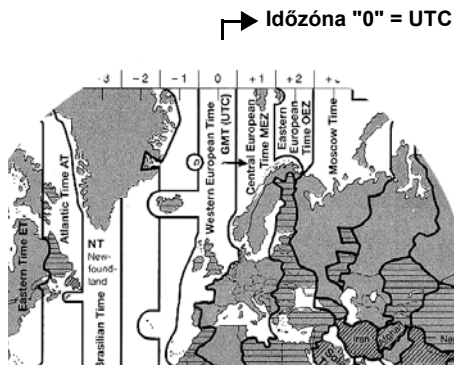 Időzóna "0" = UTC
-3 -2 -1 0 +1 +2
Eastern Time ET
Atlantic Time AT
NT
New-
found-
land
Brasilian Time
Western European Time
GMT (UTC)
Central European
Time MEZ
Eastern
European
Time OEZ
Moscow Time
Iran